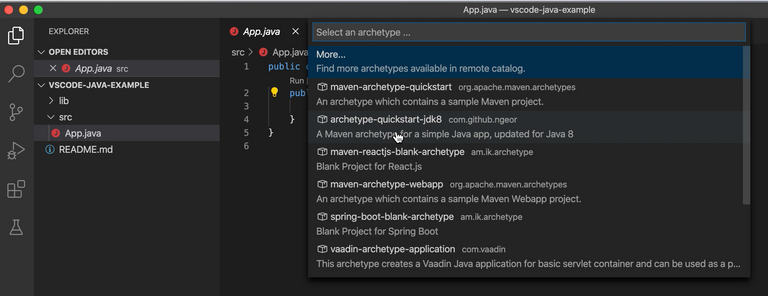 App.java — vscode-java-example
EXPLORER
OPEN EDITORS
App.java src
VSCODE-JAVA-EXAMPLE
lib
src
App.java
README.md
App.java
src > App.java
1 public
Run
2 pub
3
4 }
5 }
6
Select an archetype ...
More...
Find more archetypes available in remote catalog.
maven-archetype-quickstart org.apache.maven.archetypes
An archetype which contains a sample Maven project.
archetype-quickstart-jdk8 com.github.ngeor
A Maven archetype for a simple Java app, updated for Java 8
maven-reactjs-blank-archetype am.ik.archetype
Blank Project for React.js
maven-archetype-webapp org.apache.maven.archetypes
An archetype which contains a sample Maven Webapp project.
spring-boot-blank-archetype am.ik.archetype
Blank Project for Spring Boot
vaadin-archetype-application com.vaadin
This archetype creates a Vaadin Java application for basic servlet container and can be used as a p...